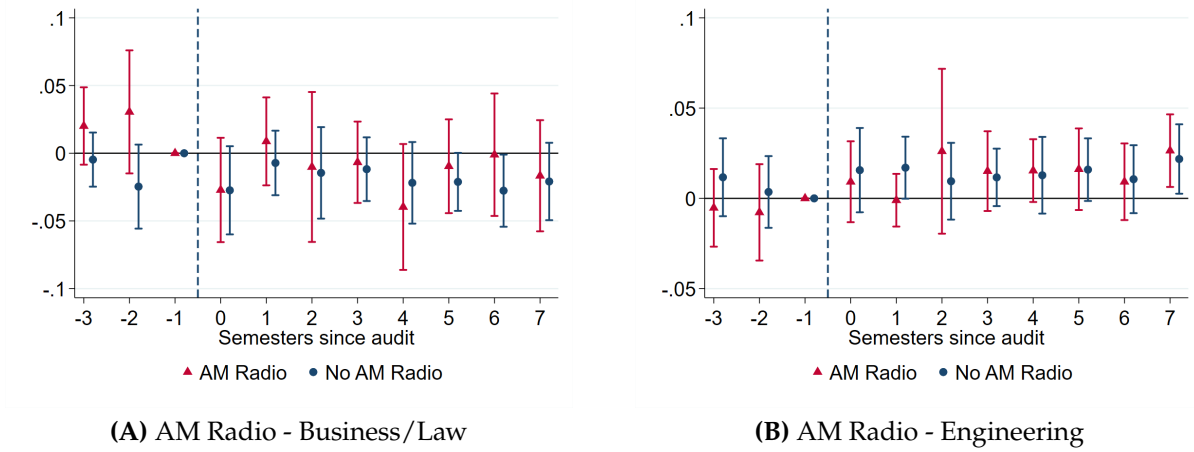 .1
.05
0
-.05
-.1
-3 -2 -1 0 1 2 3 4 5 6 7
Semesters since audit
AM Radio No AM Radio
(A) AM Radio - Business/Law
.1
.05
0
-.05
-3 -2 -1 0 1 2 3 4 5 6 7
Semesters since audit
AM Radio No AM Radio
(B) AM Radio - Engineering